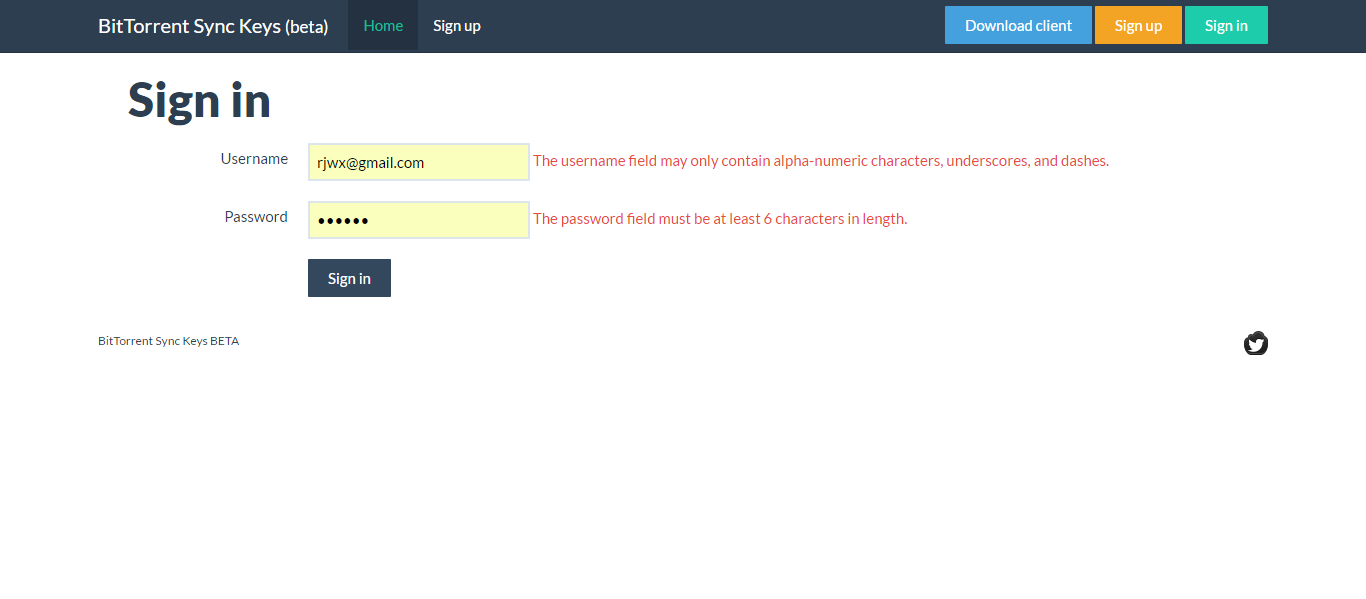 BitTorrent Sync Keys (beta) Home Sign up Download client Sign up Sign in
Sign in
Username rjwx@gmail.com The username field may only contain alpha-numeric characters, underscores, and dashes.
Password •••••• The password field must be at least 6 characters in length.
Sign in
BitTorrent Sync Keys BETA